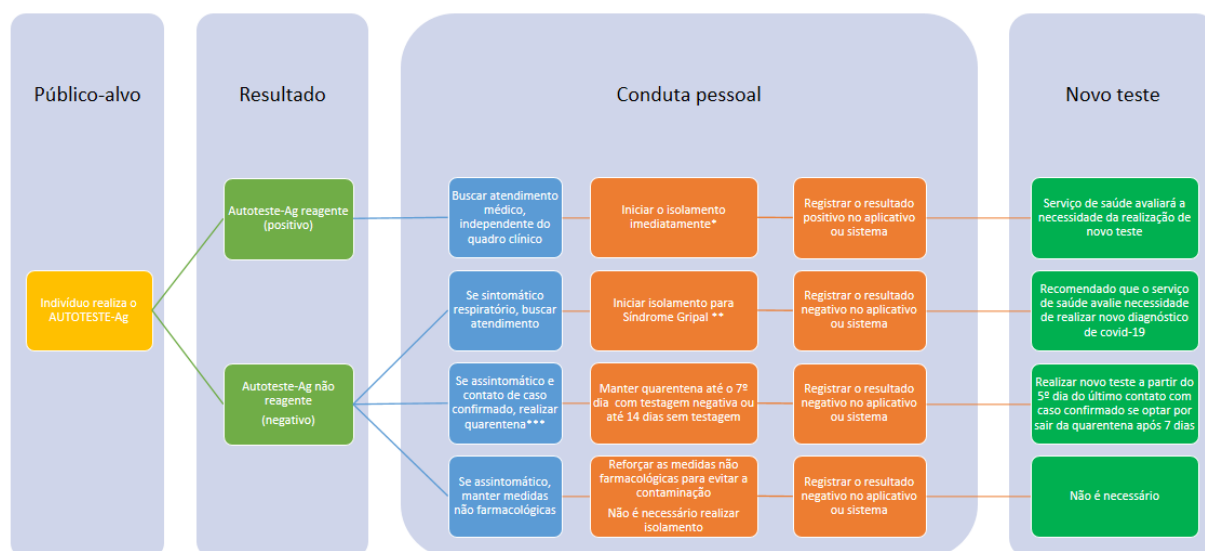 Público-alvo
Resultado
Conduta pessoal
Novo teste
Indivíduo realiza o
AUTOTESTE-Ag
Autoteste-Ag reagente
(positivo)
Buscar atendimento
médico,
independente do
quadro clínico
Iniciar o isolamento
imediatamente*
Registrar o resultado
positivo no aplicativo
ou sistema
Serviço de saúde avaliará a
necessidade da realização de
novo teste
Autoteste-Ag não
reagente
(negativo)
Se sintomático
respiratório, buscar
atendimento
Iniciar isolamento para
Síndrome Gripal **
Registrar o resultado
negativo no aplicativo
ou sistema
Recomendado que o serviço
de saúde avalie necessidade
de realizar novo diagnóstico
de covid-19
Se assintomático e
contato de caso
confirmado, realizar
quarentena***
Manter quarentena até o 7º
dia com testagem negativa ou
até 14 dias sem testagem
Registrar o resultado
negativo no aplicativo
ou sistema
Realizar novo teste a partir do
5º dia do último contato com
caso confirmado se optar por
sair da quarentena após 7 dias
Se assintomático,
manter medidas
não farmacológicas
Reforçar as medidas não
farmacológicas para evitar a
contaminação
Não é necessário realizar
isolamento
Registrar o resultado
negativo no aplicativo
ou sistema
Não é necessário